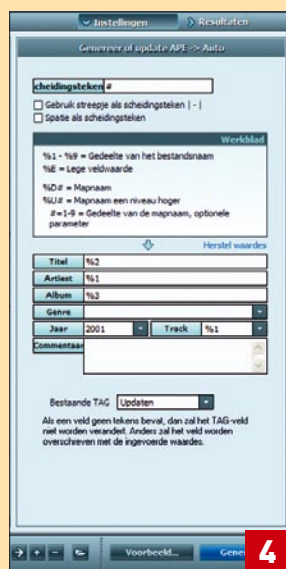 Instellingen Resultaten
Genereer of update APE -> Auto
cheidingsteken #
Gebruik streepje als scheidingsteken | - |
Spatie als scheidingsteken
Werkblad
%1 - %9 = Gedeelte van het bestandsnaam
%E = Lege veldwaarde
%D# = Mapnaam
%U# = Mapnaam een niveau hoger
#=1-9 = Gedeelte van de mapnaam, optionele
parameter
Herstel waardes
Titel %2
Artiest %1
Album %3
Genre
Jaar 2001 Track %1
Commentaar
Bestaande TAG Updaten
Als een veld geen tekens bevat, dan zal het TAG-veld
niet worden verandert. Anders zal het veld worden
overschreven met de ingevoerde waardes.
Voorbeeld... Gene
4